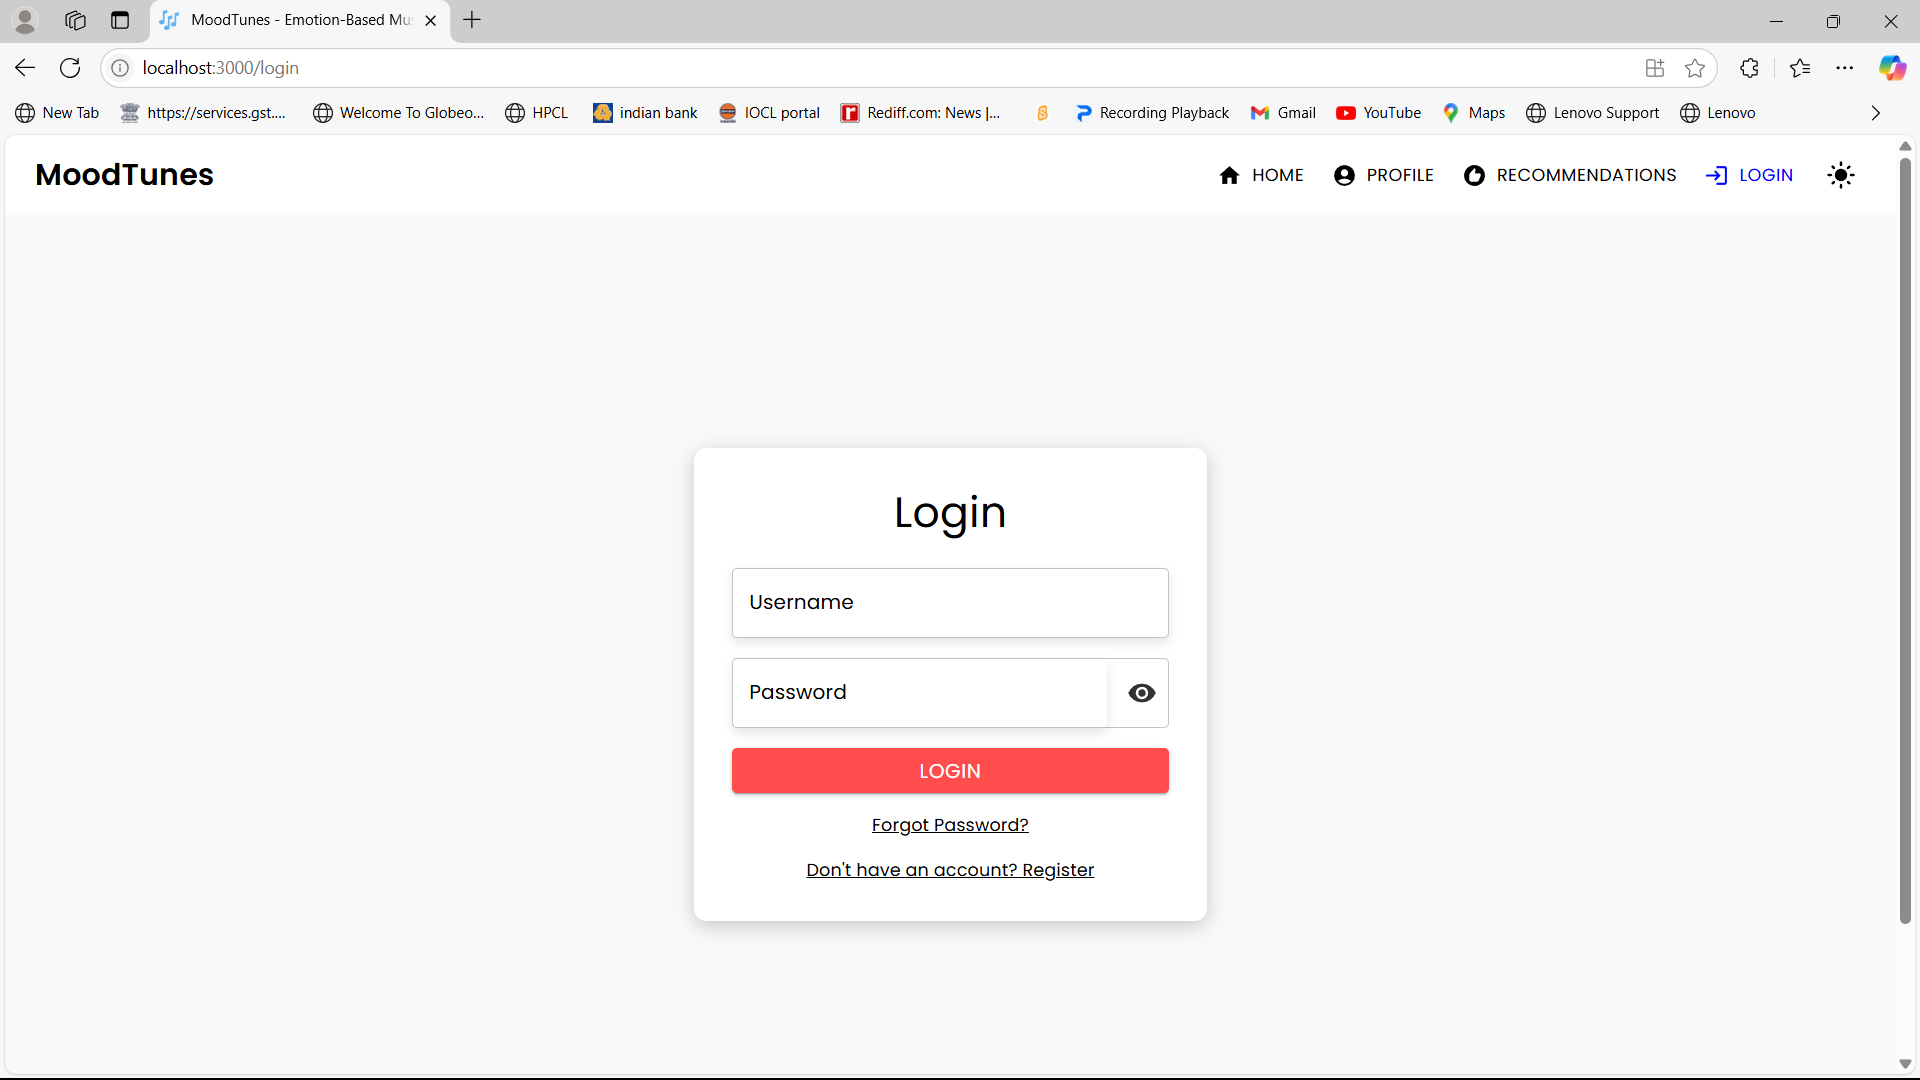 MoodTunes - Emotion-Based Mu
localhost:3000/login
New Tab https://services.gst.... Welcome To Globeo... HPCL indian bank IOCL portal Rediff.com: News |... Recording Playback Gmail YouTube Maps Lenovo Support Lenovo
MoodTunes HOME PROFILE RECOMMENDATIONS LOGIN
Login
Username
Password
LOGIN
Forgot Password?
Don't have an account? Register